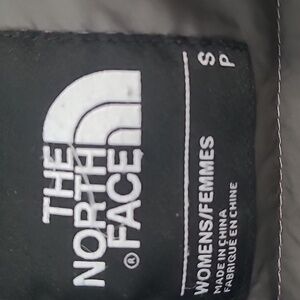 THE
NORTH
FACE®
S
P
WOMENS/FEMMES
MADE IN CHINA
FABRIQUÉ EN CHINE